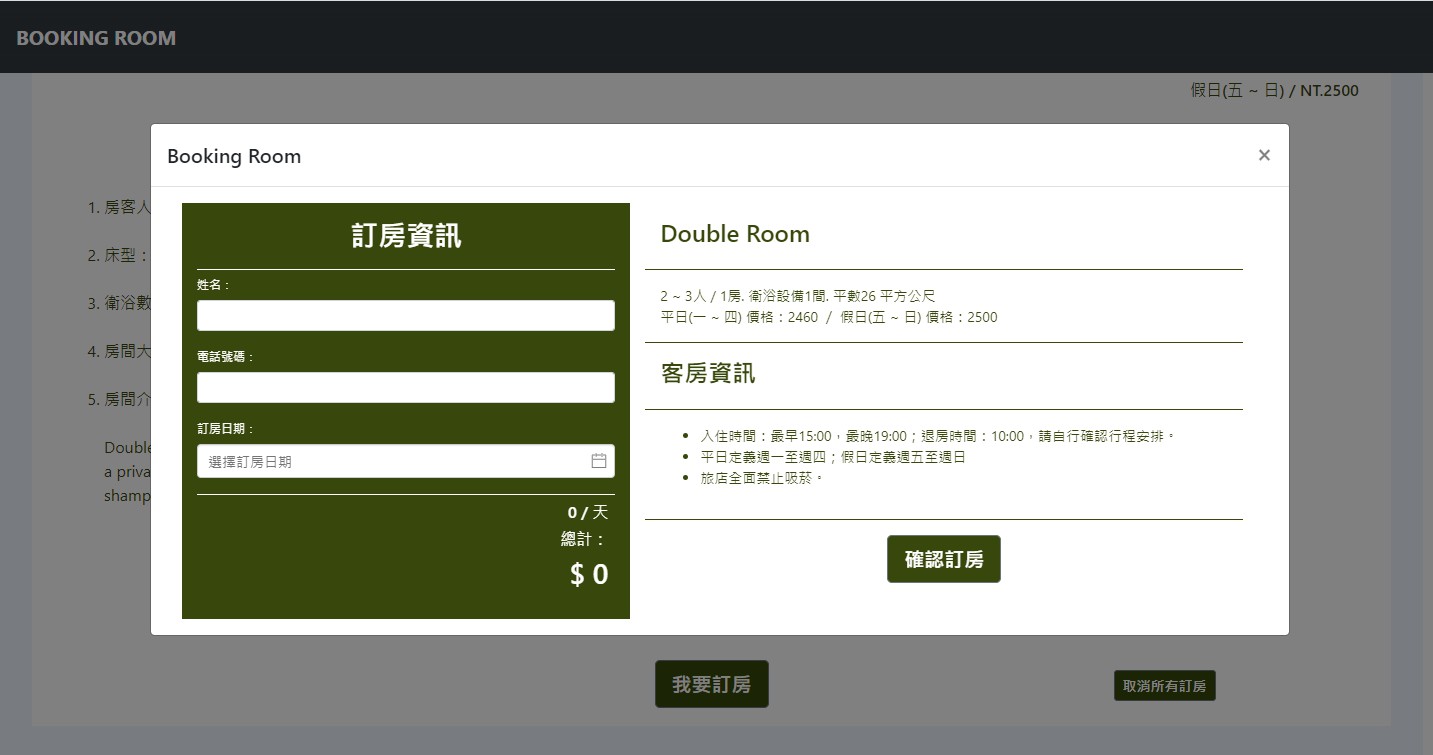 BOOKING ROOM
假日(五 ~ 日) / NT.2500
Booking Room
×
1. 房客人
2. 床型：
3. 衛浴數
4. 房間大
5. 房間介
Double
a priva
shamp
訂房資訊
姓名：
電話號碼：
訂房日期：
選擇訂房日期
0 / 天
總計：
$ 0
Double Room
2 ~ 3人 / 1房. 衛浴設備1間. 平數26 平方公尺
平日(一 ~ 四) 價格：2460 / 假日(五 ~ 日) 價格：2500
客房資訊
• 入住時間：最早15:00，最晚19:00；退房時間：10:00，請自行確認行程安排。
• 平日定義週一至週四；假日定義週五至週日
• 旅店全面禁止吸菸。
確認訂房
我要訂房
取消所有訂房